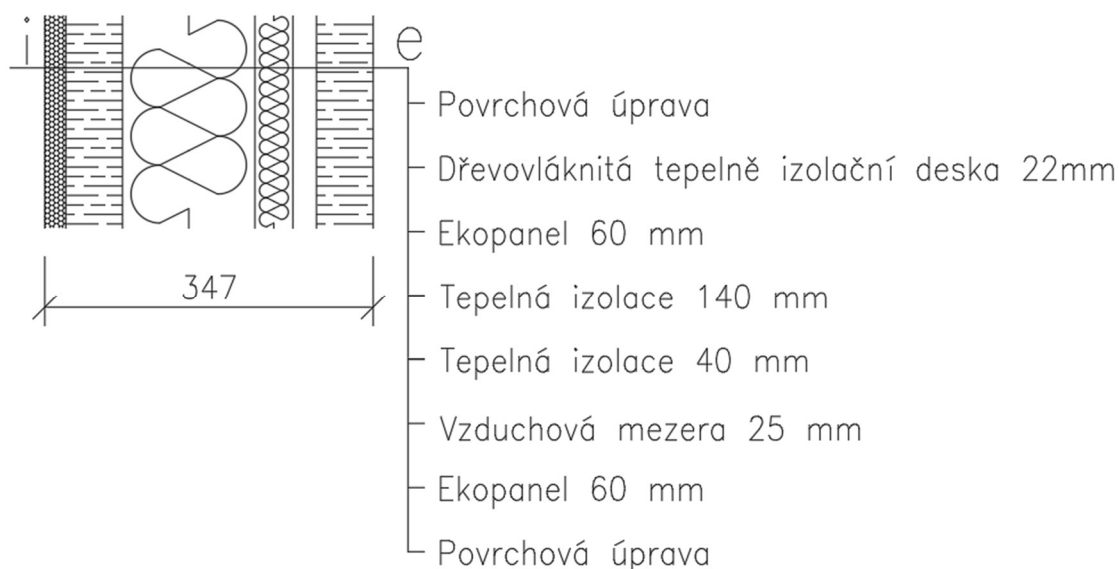 i
e
Povrchová úprava
Dřevovláknitá tepelně izolační deska 22mm
Ekopanel 60 mm
Tepelná izolace 140 mm
Tepelná izolace 40 mm
Vzduchová mezera 25 mm
Ekopanel 60 mm
Povrchová úprava
347